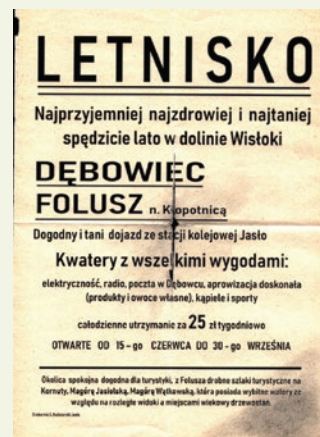 LETNISKO
Najprzyjemniej najzdrowiej i najtaniej
spędzicie lato w dolinie Wisłoki
DĘBOWIEC
FOLUSZ n. Kłopotnicą
Dogodny i tani dojazd ze stacji kolejowej Jasło
Kwatery z wszelkimi wygodami:
elektryczność, radio, poczta w Dębowcu, aprowizacja doskonała
(produkty i owoce własne), kąpiele i sporty
całodzienne utrzymanie za 25 zł tygodniowo
OTWARTE OD 15-go CZERWCA DO 30-go WRZEŚNIA
Okolica spokojna dogodna dla turystyki, z Folusza drobne szlaki turystyczne na
Kornuty, Magórę Jasielską, Magórę Wątkowską, która posiada wybitne walory ze
względu na rozległe widoki a miejscami wiekowy drzewostan.